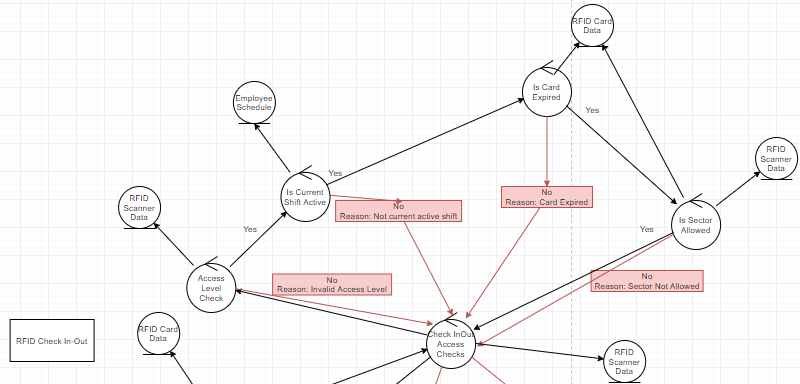 RFID Card
Data
Is Card
Expired
Employee
Schedule
Yes
RFID
Scanner
Data
Yes
Is Current
Shift Active
No
Reason: Card Expired
No
Reason: Not current active shift
RFID
Scanner
Data
Is Sector
Allowed
Yes
Yes
Access
Level
Check
No
Reason: Invalid Access Level
No
Reason: Sector Not Allowed
RFID Check In-Out
RFID Card
Data
Check InOut
Access
Checks
RFID
Scanner
Data